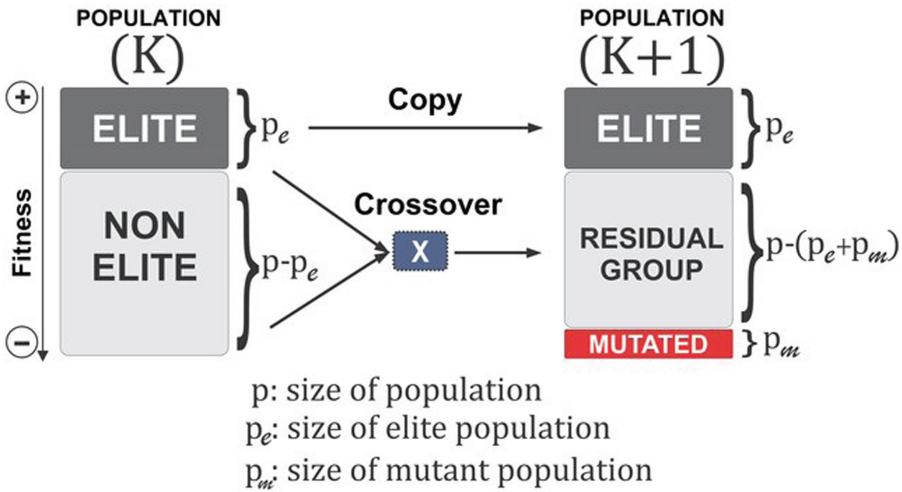 POPULATION
(K)
POPULATION
(K+1)
+
Fitness
−
ELITE
pₑ
Copy
ELITE
pₑ
NON
ELITE
p-pₑ
Crossover
X
RESIDUAL
GROUP
p-(pₑ+pₘ)
MUTATED
pₘ
p: size of population
pₑ: size of elite population
pₘ: size of mutant population